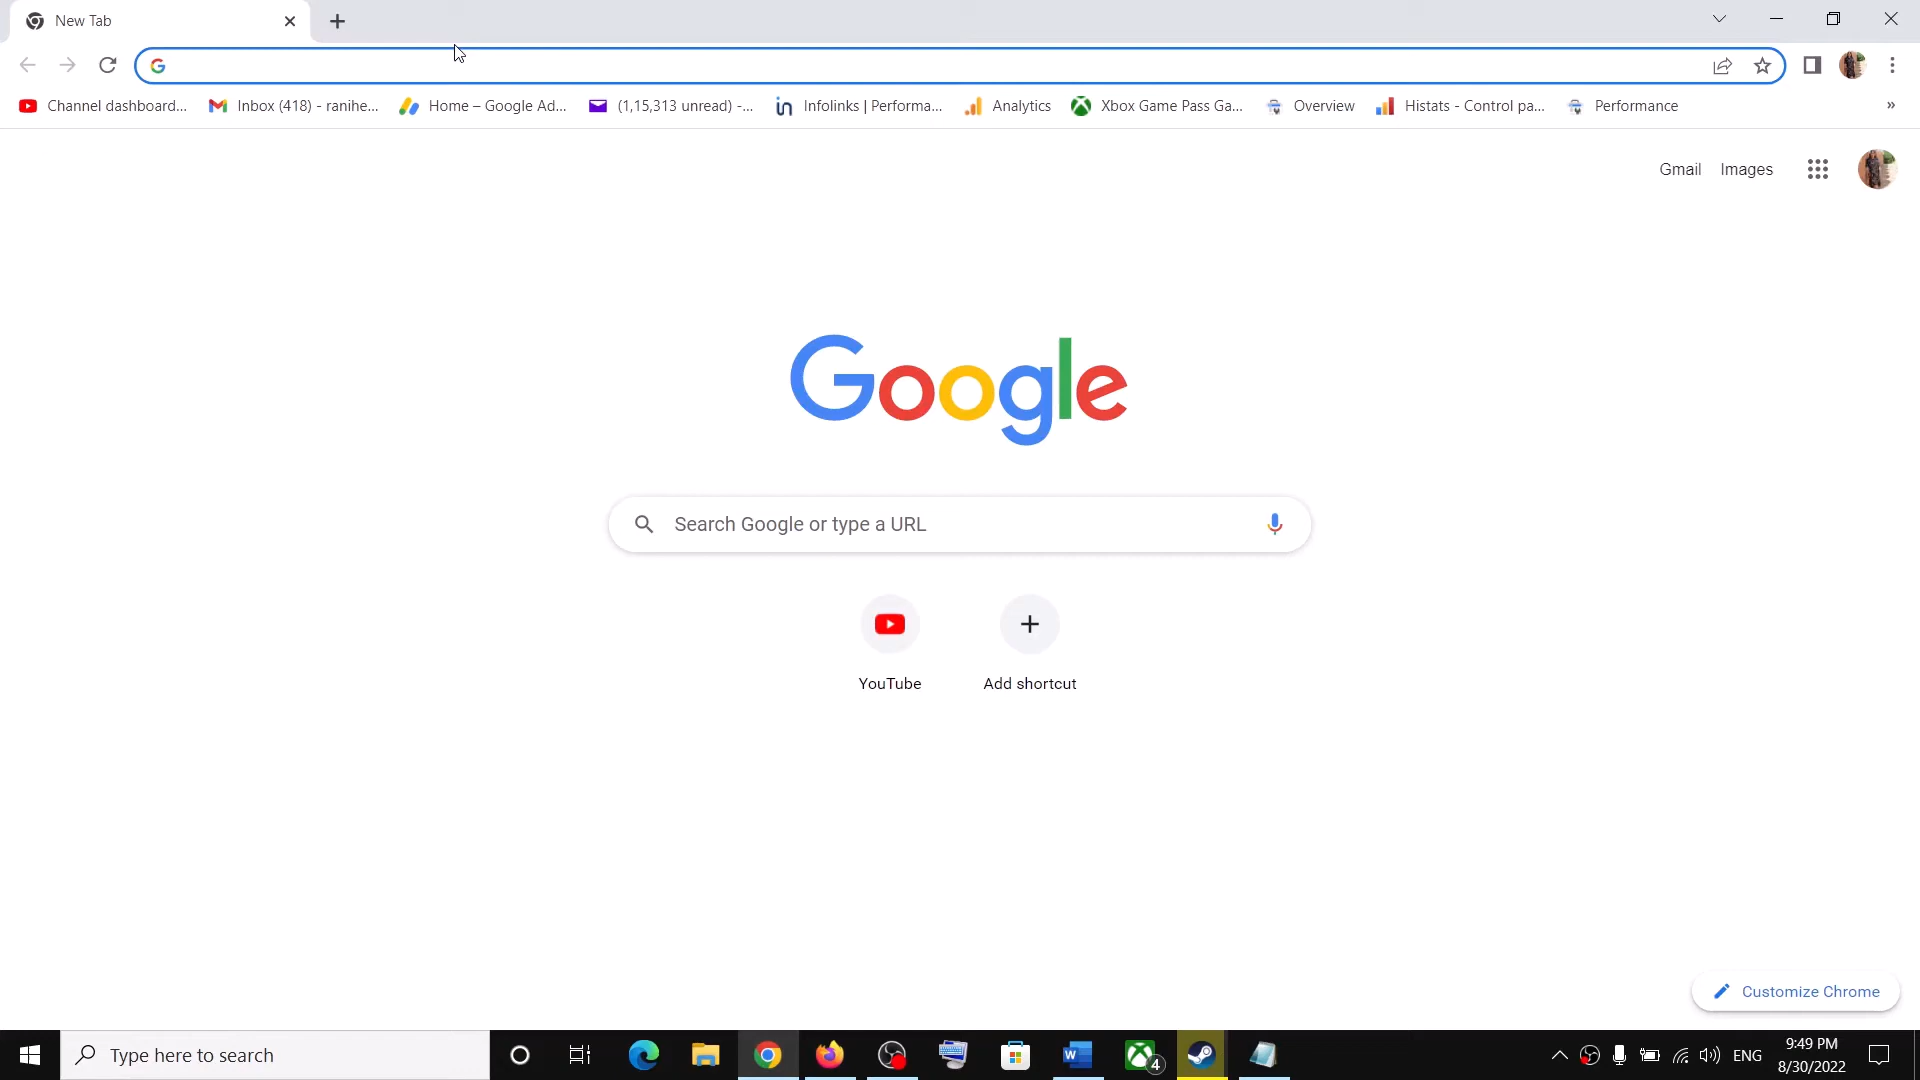 New Tab
Channel dashboard...
Inbox (418) - ranihe...
Home – Google Ad...
(1,15,313 unread) -...
Infolinks | Performa...
Analytics
Xbox Game Pass Ga...
Overview
Histats - Control pa...
Performance
»
Gmail
Images
Google
Search Google or type a URL
YouTube
Add shortcut
Customize Chrome
Type here to search
4
ENG
9:49 PM
8/30/2022